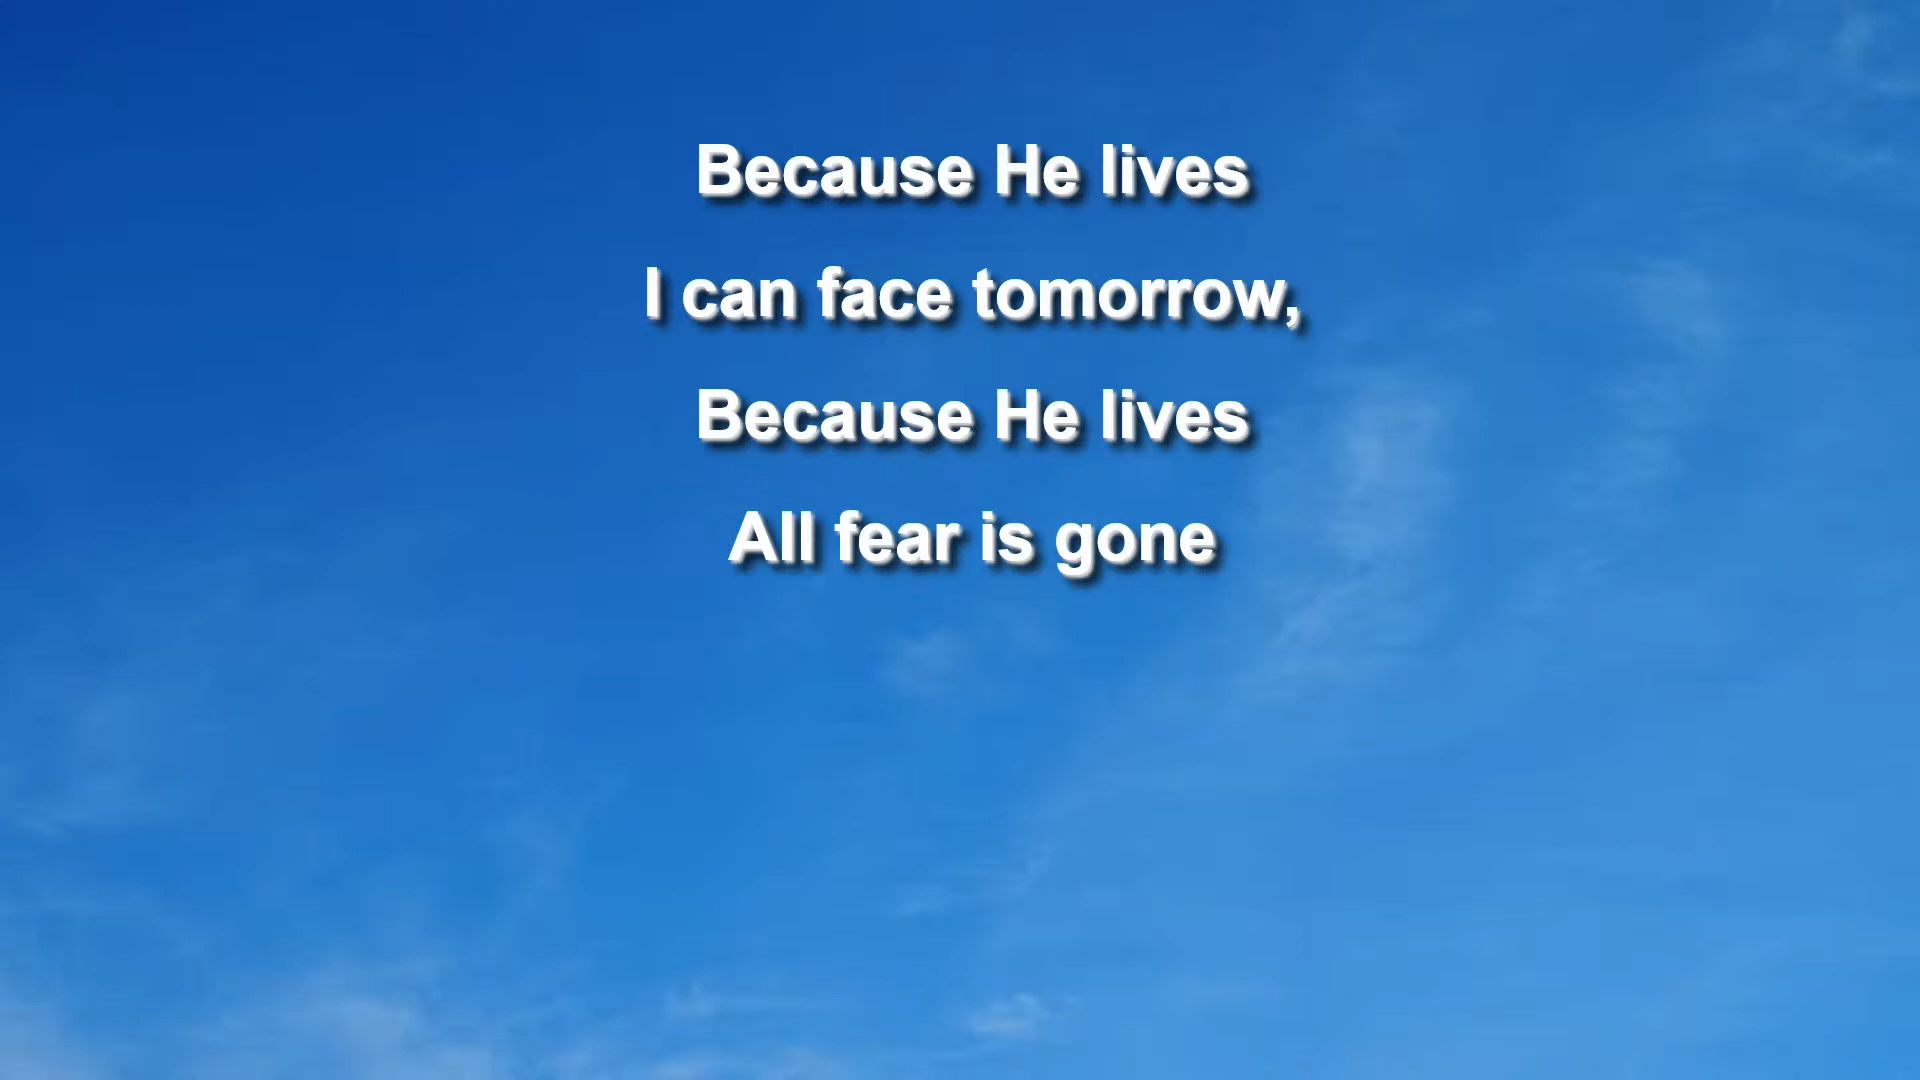 Because He lives
I can face tomorrow,
Because He lives
All fear is gone